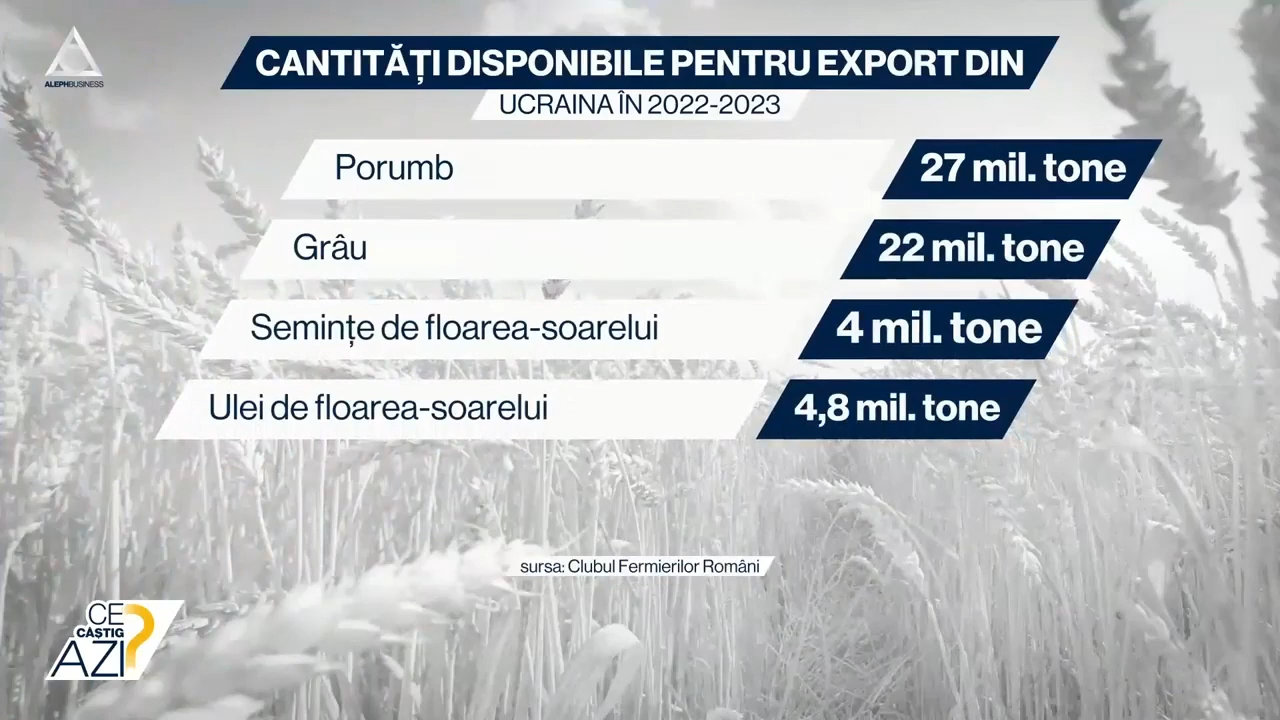 ALEPHBUSINESS
CANTITĂȚI DISPONIBILE PENTRU EXPORT DIN
UCRAINA ÎN 2022-2023
Porumb 27 mil. tone
Grâu 22 mil. tone
Semințe de floarea-soarelui 4 mil. tone
Ulei de floarea-soarelui 4,8 mil. tone
sursa: Clubul Fermierilor Români
CE
CÂȘTIG
AZI?